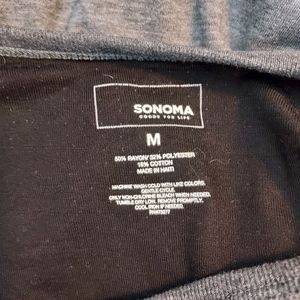 SONOMA
GOODS FOR LIFE
M
50% RAYON/ 32% POLYESTER
18% COTTON
MADE IN HAITI
MACHINE WASH COLD WITH LIKE COLORS.
GENTLE CYCLE.
ONLY NON-CHLORINE BLEACH WHEN NEEDED.
TUMBLE DRY LOW. REMOVE PROMPTLY.
COOL IRON IF NEEDED.